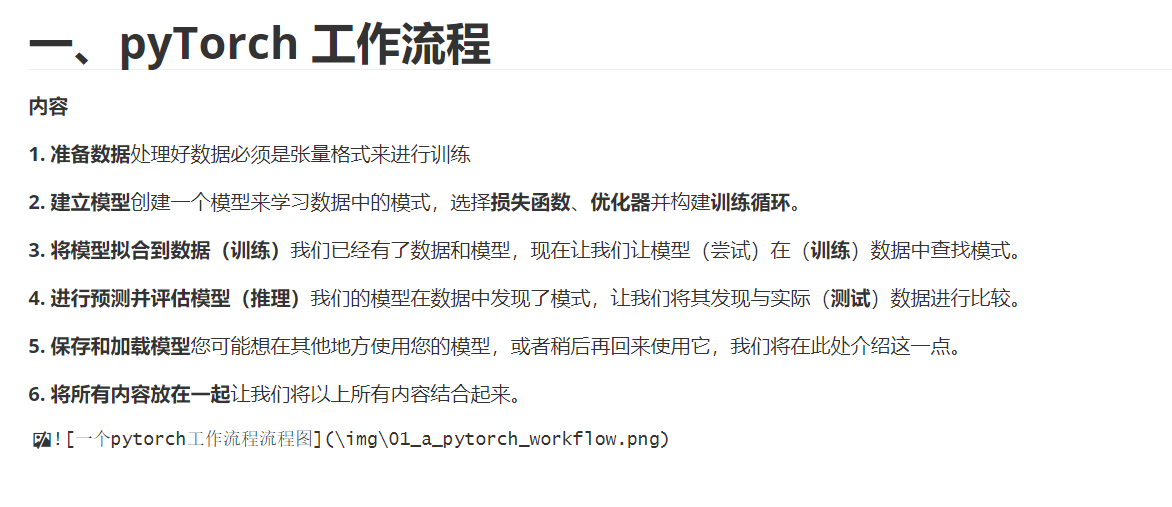 一、pyTorch 工作流程
内容
1. 准备数据处理好数据必须是张量格式来进行训练
2. 建立模型创建一个模型来学习数据中的模式，选择损失函数、优化器并构建训练循环。
3. 将模型拟合到数据（训练）我们已经有了数据和模型，现在让我们让模型（尝试）在（训练）数据中查找模式。
4. 进行预测并评估模型（推理）我们的模型在数据中发现了模式，让我们将其发现与实际（测试）数据进行比较。
5. 保存和加载模型您可能想在其他地方使用您的模型，或者稍后再回来使用它，我们将在此处介绍这一点。
6. 将所有内容放在一起让我们将以上所有内容结合起来。
![一个pytorch工作流程流程图](\img\01_a_pytorch_workflow.png)